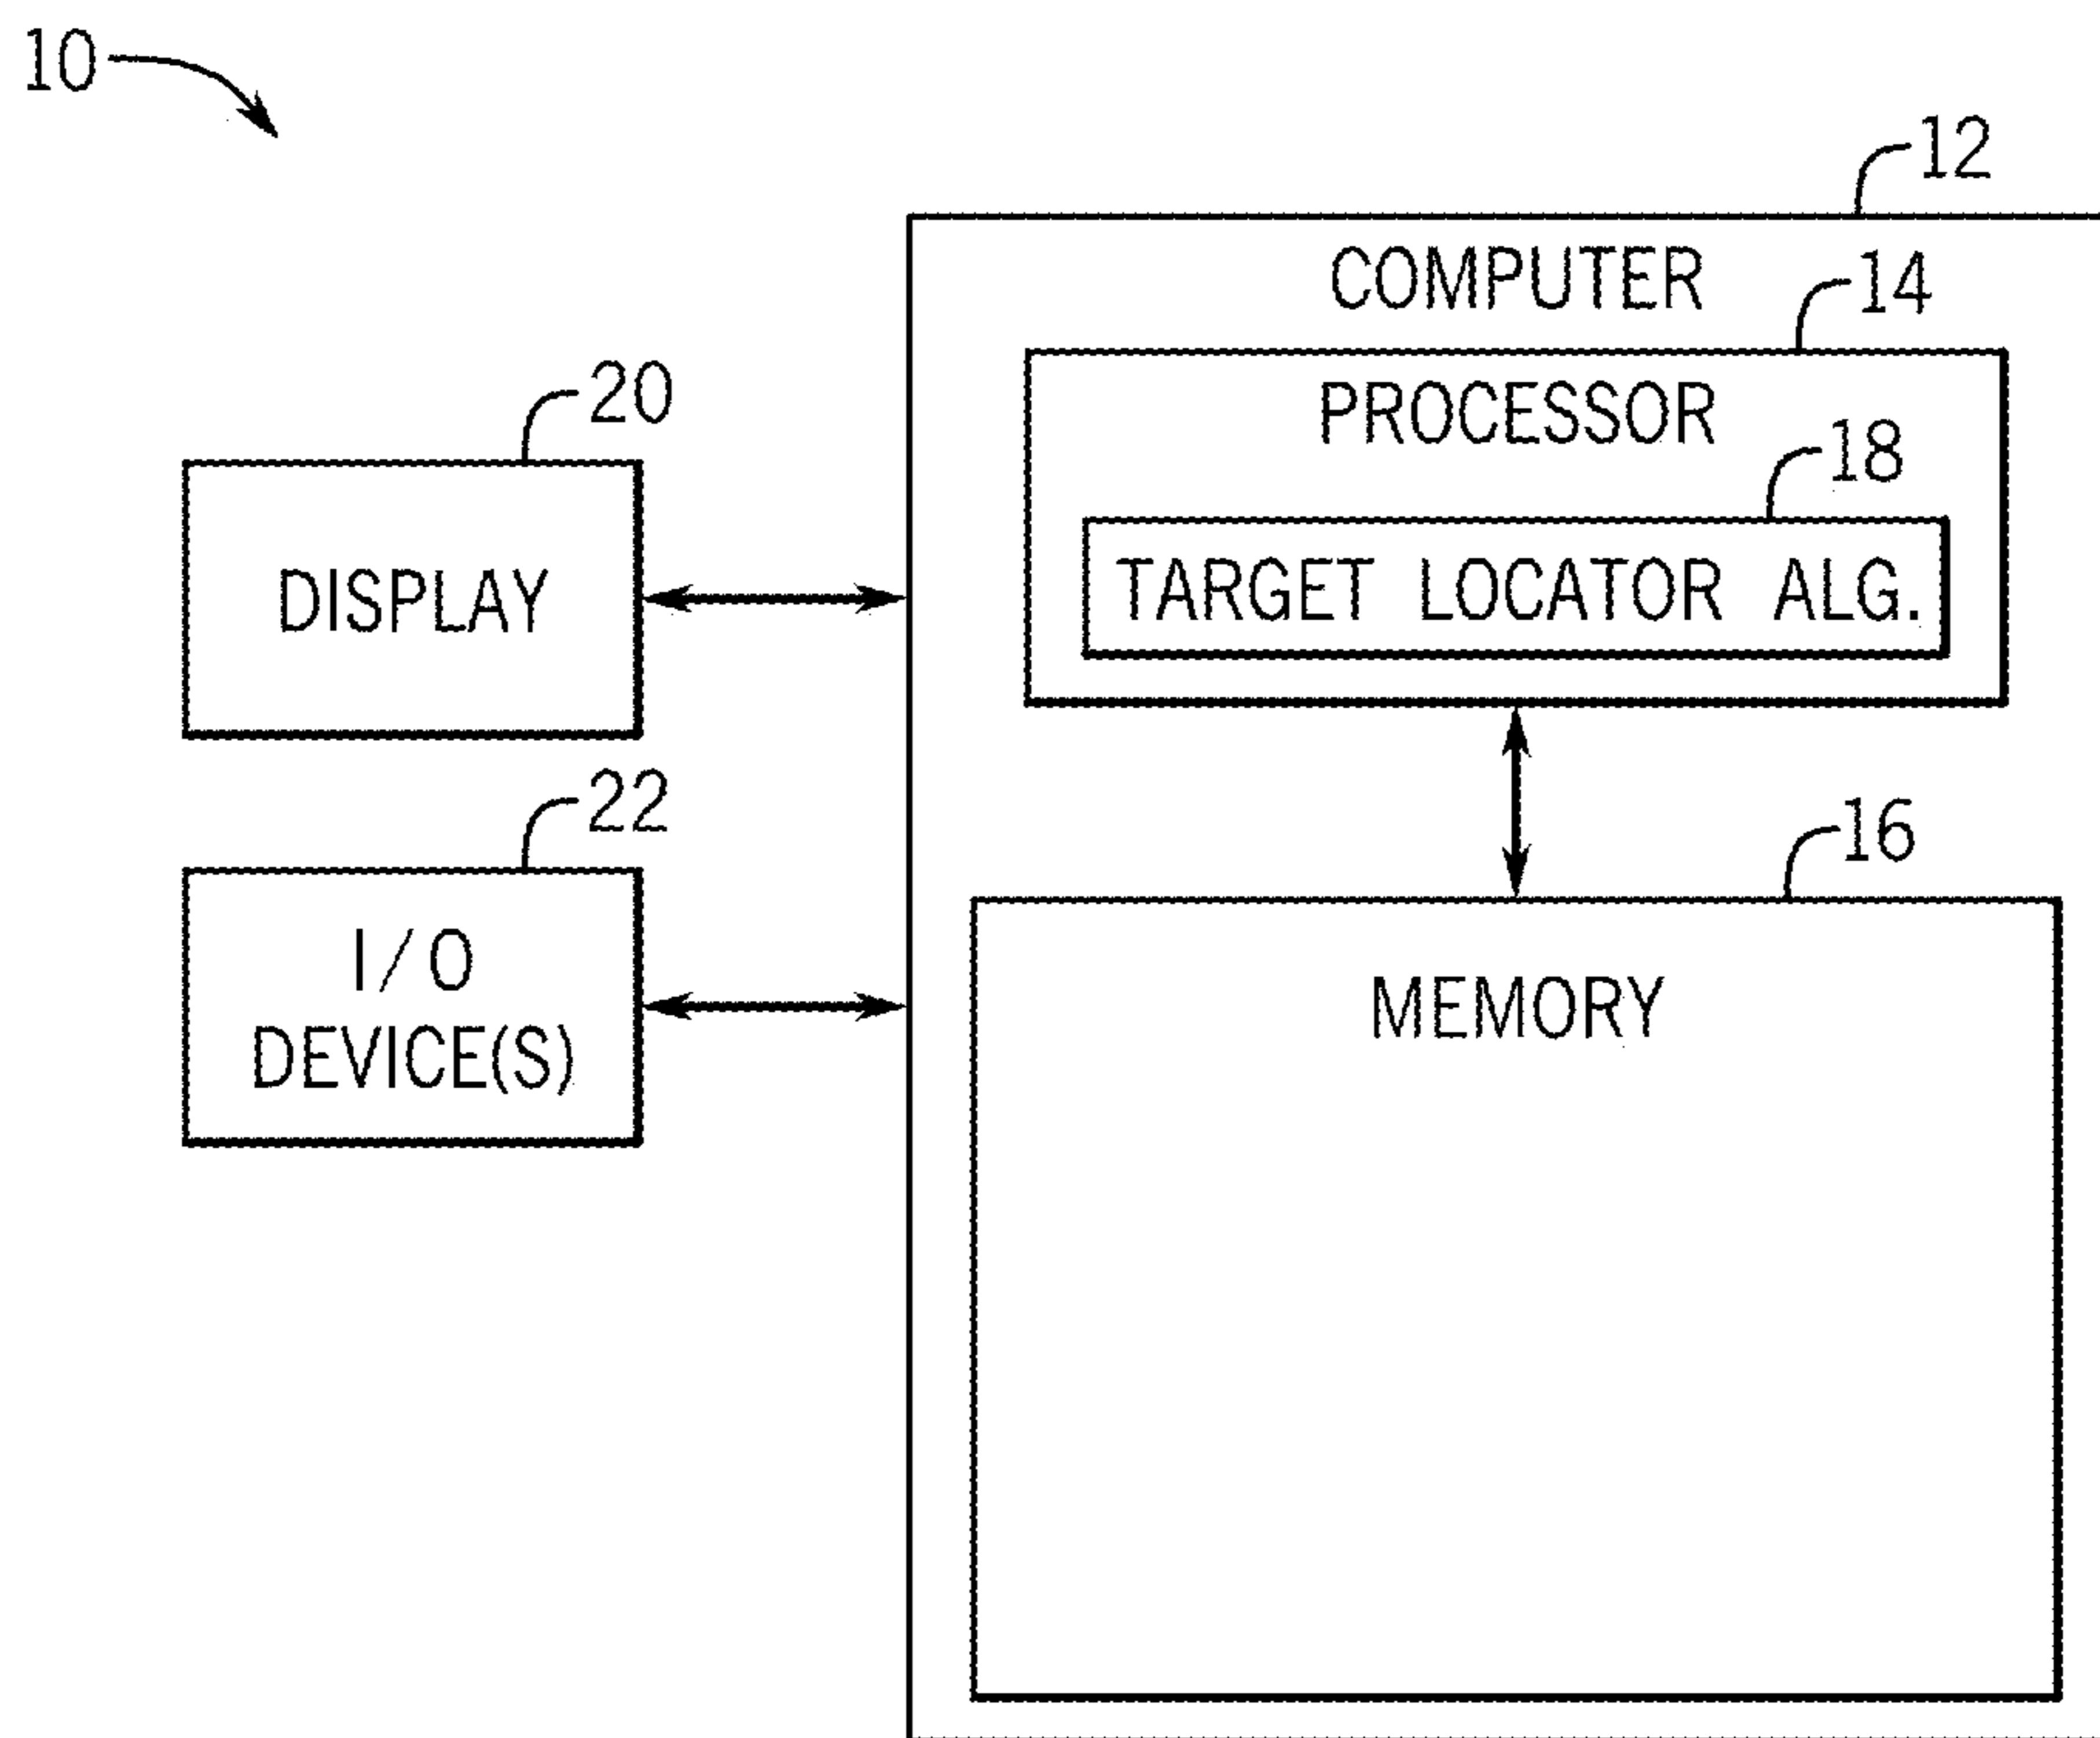 10
12
COMPUTER
14
PROCESSOR
18
TARGET LOCATOR ALG.
20
DISPLAY
22
I/O
DEVICE(S)
16
MEMORY